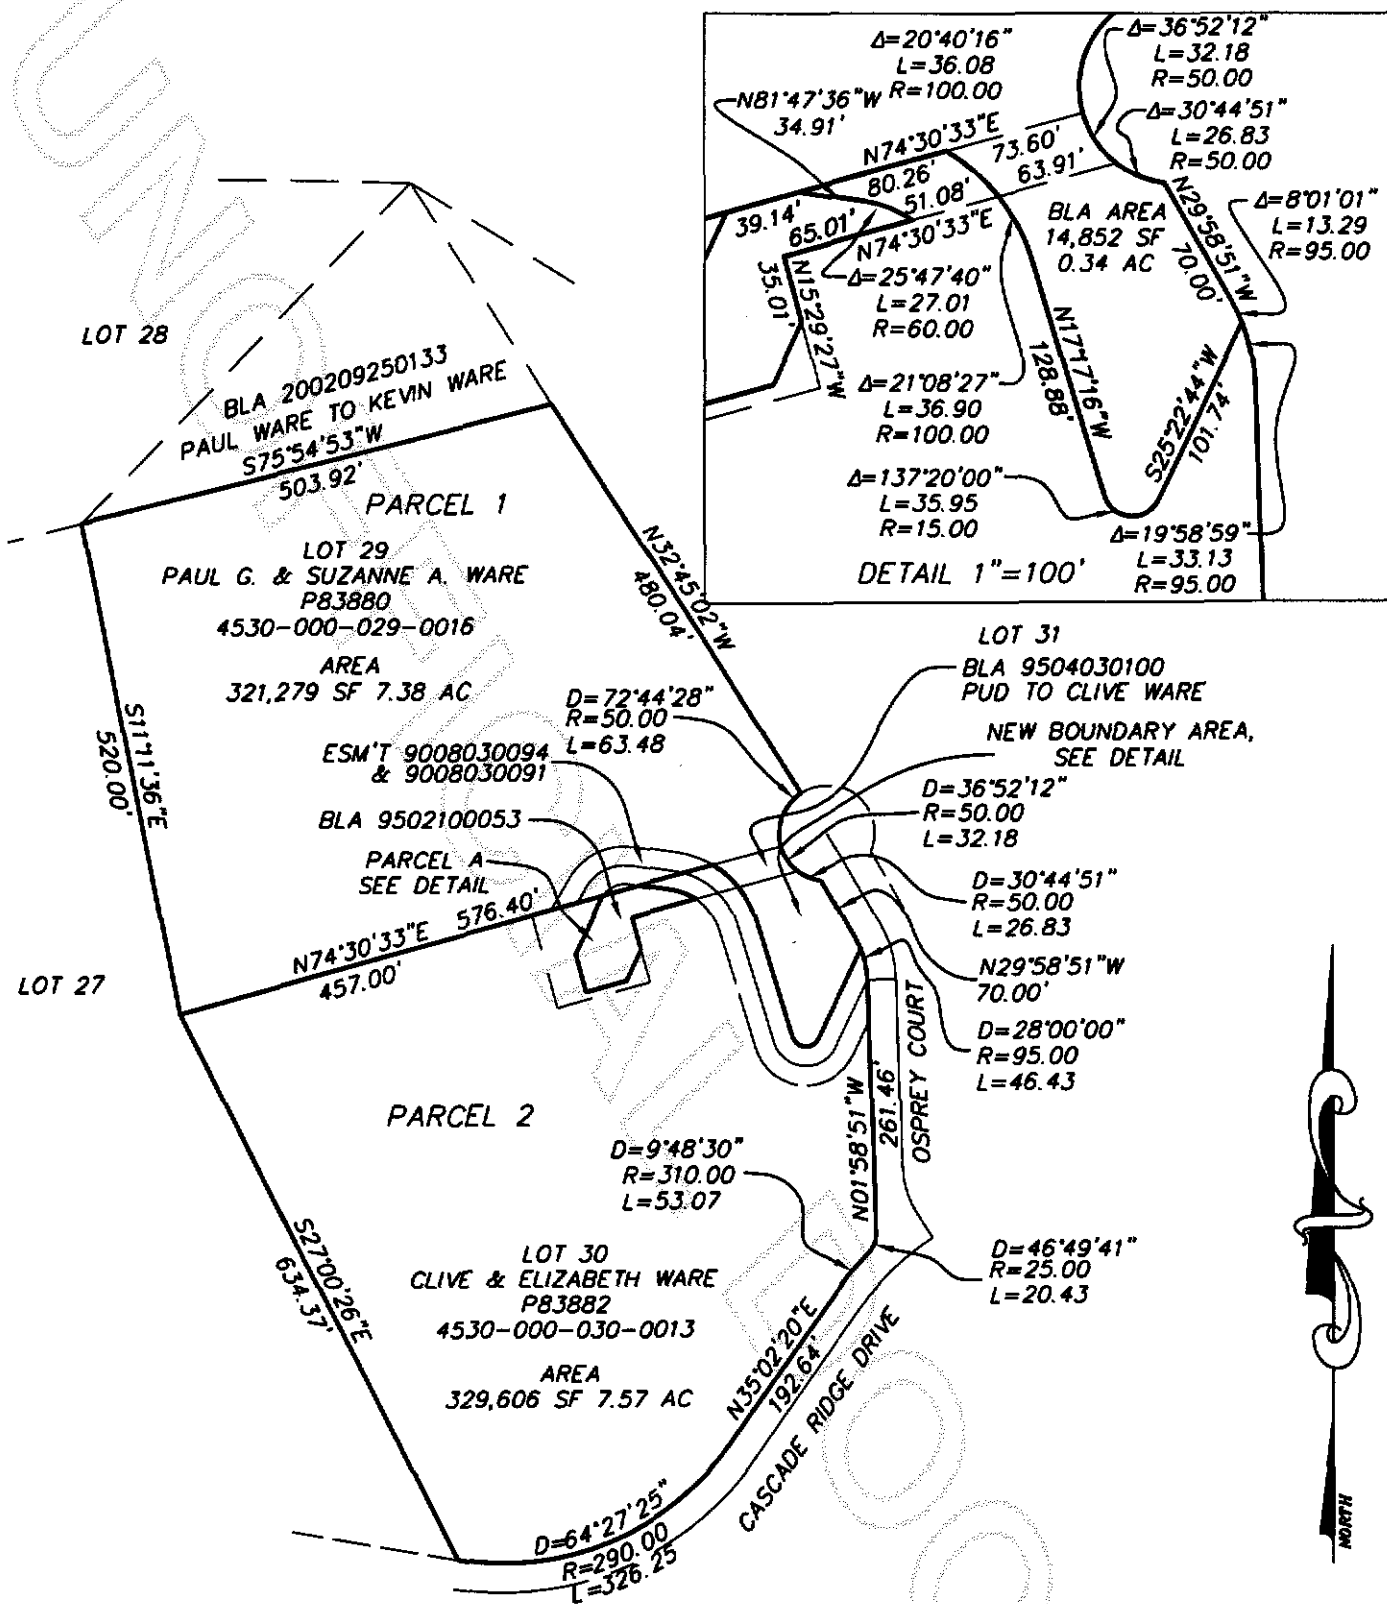 Δ=20°40'16"
L=36.08
R=100.00
Δ=36°52'12"
L=32.18
R=50.00
N81°47'36"W
34.91'
Δ=30°44'51"
L=26.83
R=50.00
N74°30'33"E
73.60'
63.91'
80.26'
51.08'
39.14'
65.01'
N74°30'33"E
N29°58'51"W
70.00'
Δ=8°01'01"
L=13.29
R=95.00
BLA AREA
14,852 SF
0.34 AC
N15°29'27"W
35.01'
Δ=25°47'40"
L=27.01
R=60.00
N17°17'16"W
128.88'
Δ=21°08'27"
L=36.90
R=100.00
S25°22'44"W
101.74'
Δ=137°20'00"
L=35.95
R=15.00
Δ=19°58'59"
L=33.13
R=95.00
DETAIL 1"=100'
LOT 28
BLA 200209250133
PAUL WARE TO KEVIN WARE
S75°54'53"W
503.92'
PARCEL 1
LOT 29
PAUL G. & SUZANNE A. WARE
P83880
4530-000-029-0016
AREA
321,279 SF 7.38 AC
N32°45'02"W
480.04'
S11°11'36"E
520.00'
LOT 31
BLA 9504030100
PUD TO CLIVE WARE
NEW BOUNDARY AREA,
SEE DETAIL
D=72°44'28"
R=50.00
L=63.48
ESM'T 9008030094
& 9008030091
BLA 9502100053
PARCEL A
SEE DETAIL
D=36°52'12"
R=50.00
L=32.18
D=30°44'51"
R=50.00
L=26.83
N29°58'51"W
70.00'
D=28°00'00"
R=95.00
L=46.43
N74°30'33"E 576.40'
457.00'
LOT 27
PARCEL 2
OSPREY COURT
N01°58'51"W
261.46'
D=9°48'30"
R=310.00
L=53.07
D=46°49'41"
R=25.00
L=20.43
S27°00'26"E
634.37'
LOT 30
CLIVE & ELIZABETH WARE
P83882
4530-000-030-0013
AREA
329,606 SF 7.57 AC
N35°02'20"E
192.64'
CASCADE RIDGE DRIVE
D=64°27'25"
R=290.00
L=326.25
NORTH
UNOFFICIAL DOC